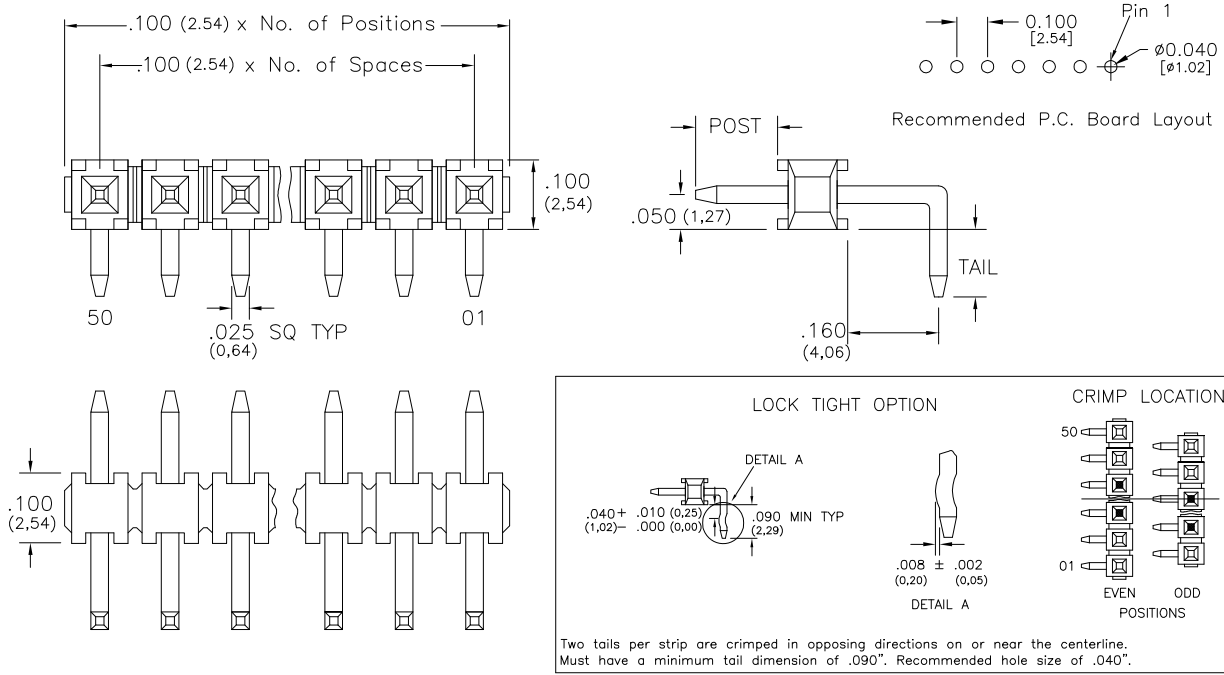 .100 (2.54) x No. of Positions
.100 (2.54) x No. of Spaces
.100
(2,54)
50
01
.025 SQ TYP
(0,64)
Pin 1
0.100
[2.54]
Ø0.040
[Ø1.02]
Recommended P.C. Board Layout
POST
.050 (1,27)
TAIL
.160
(4,06)
.100
(2,54)
LOCK TIGHT OPTION
DETAIL A
.040 + .010 (0,25)
(1,02) - .000 (0,00)
.090 MIN TYP
(2,29)
.008 ± .002
(0,20) (0,05)
DETAIL A
CRIMP LOCATION
50
01
EVEN ODD
POSITIONS
Two tails per strip are crimped in opposing directions on or near the centerline.
Must have a minimum tail dimension of .090". Recommended hole size of .040".